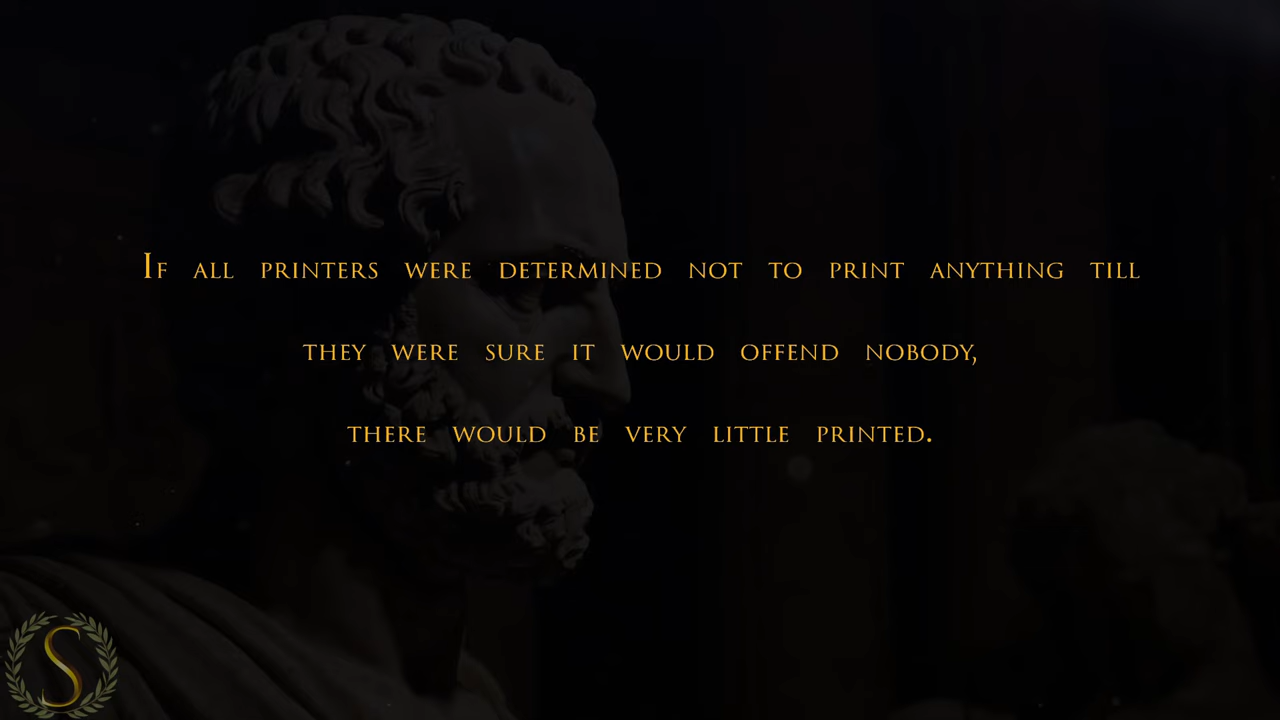 If all printers were determined not to print anything till
they were sure it would offend nobody,
there would be very little printed.
S